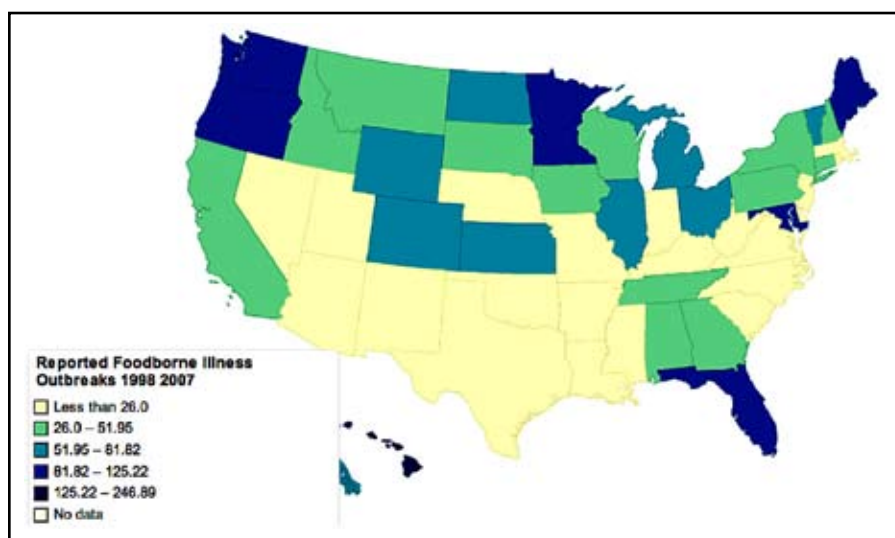 Reported Foodborne Illness
Outbreaks 1998 2007
Less than 26.0
26.0 – 51.95
51.95 – 81.82
81.82 – 125.22
125.22 – 246.89
No data